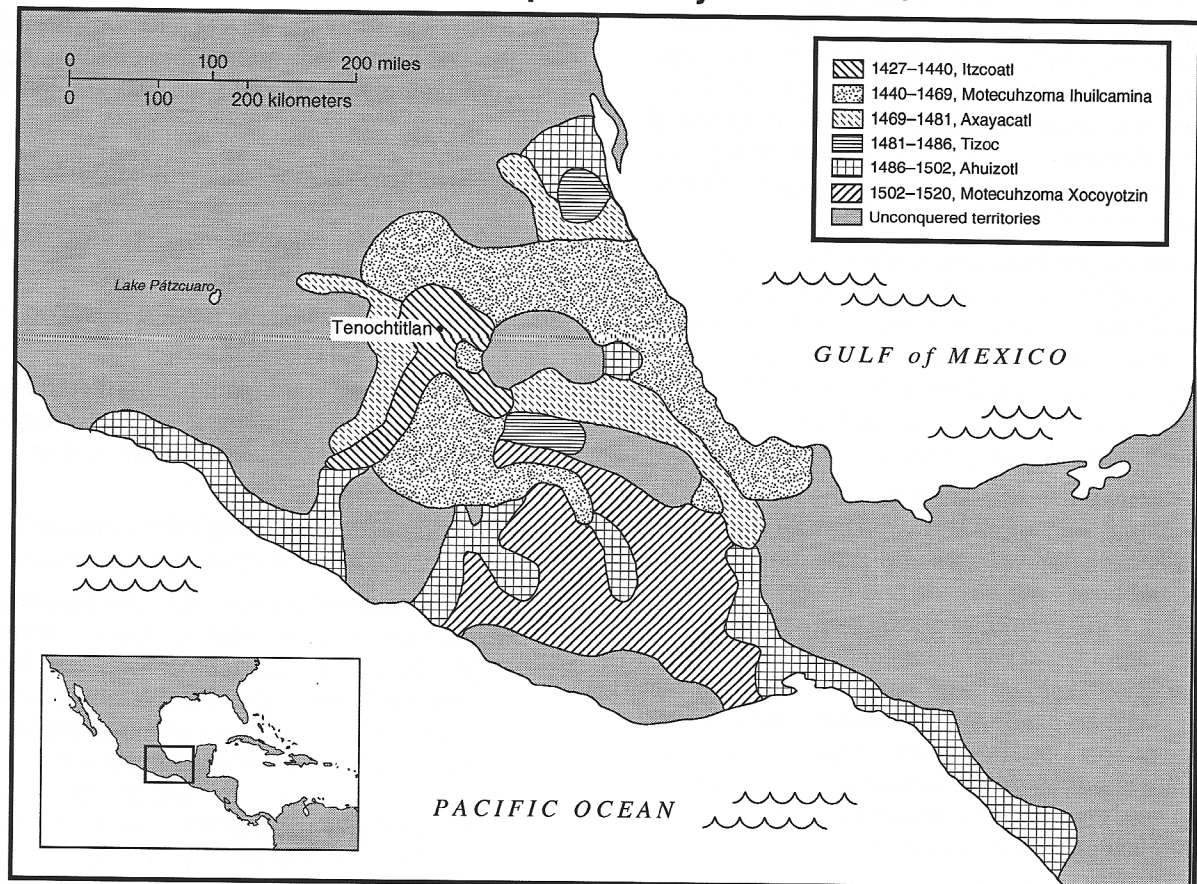 0 100 200 miles
0 100 200 kilometers
1427–1440, Itzcoatl
1440–1469, Motecuhzoma Ihuilcamina
1469–1481, Axayacatl
1481–1486, Tizoc
1486–1502, Ahuizotl
1502–1520, Motecuhzoma Xocoyotzin
Unconquered territories
Lake Pátzcuaro
Tenochtitlan
GULF of MEXICO
PACIFIC OCEAN